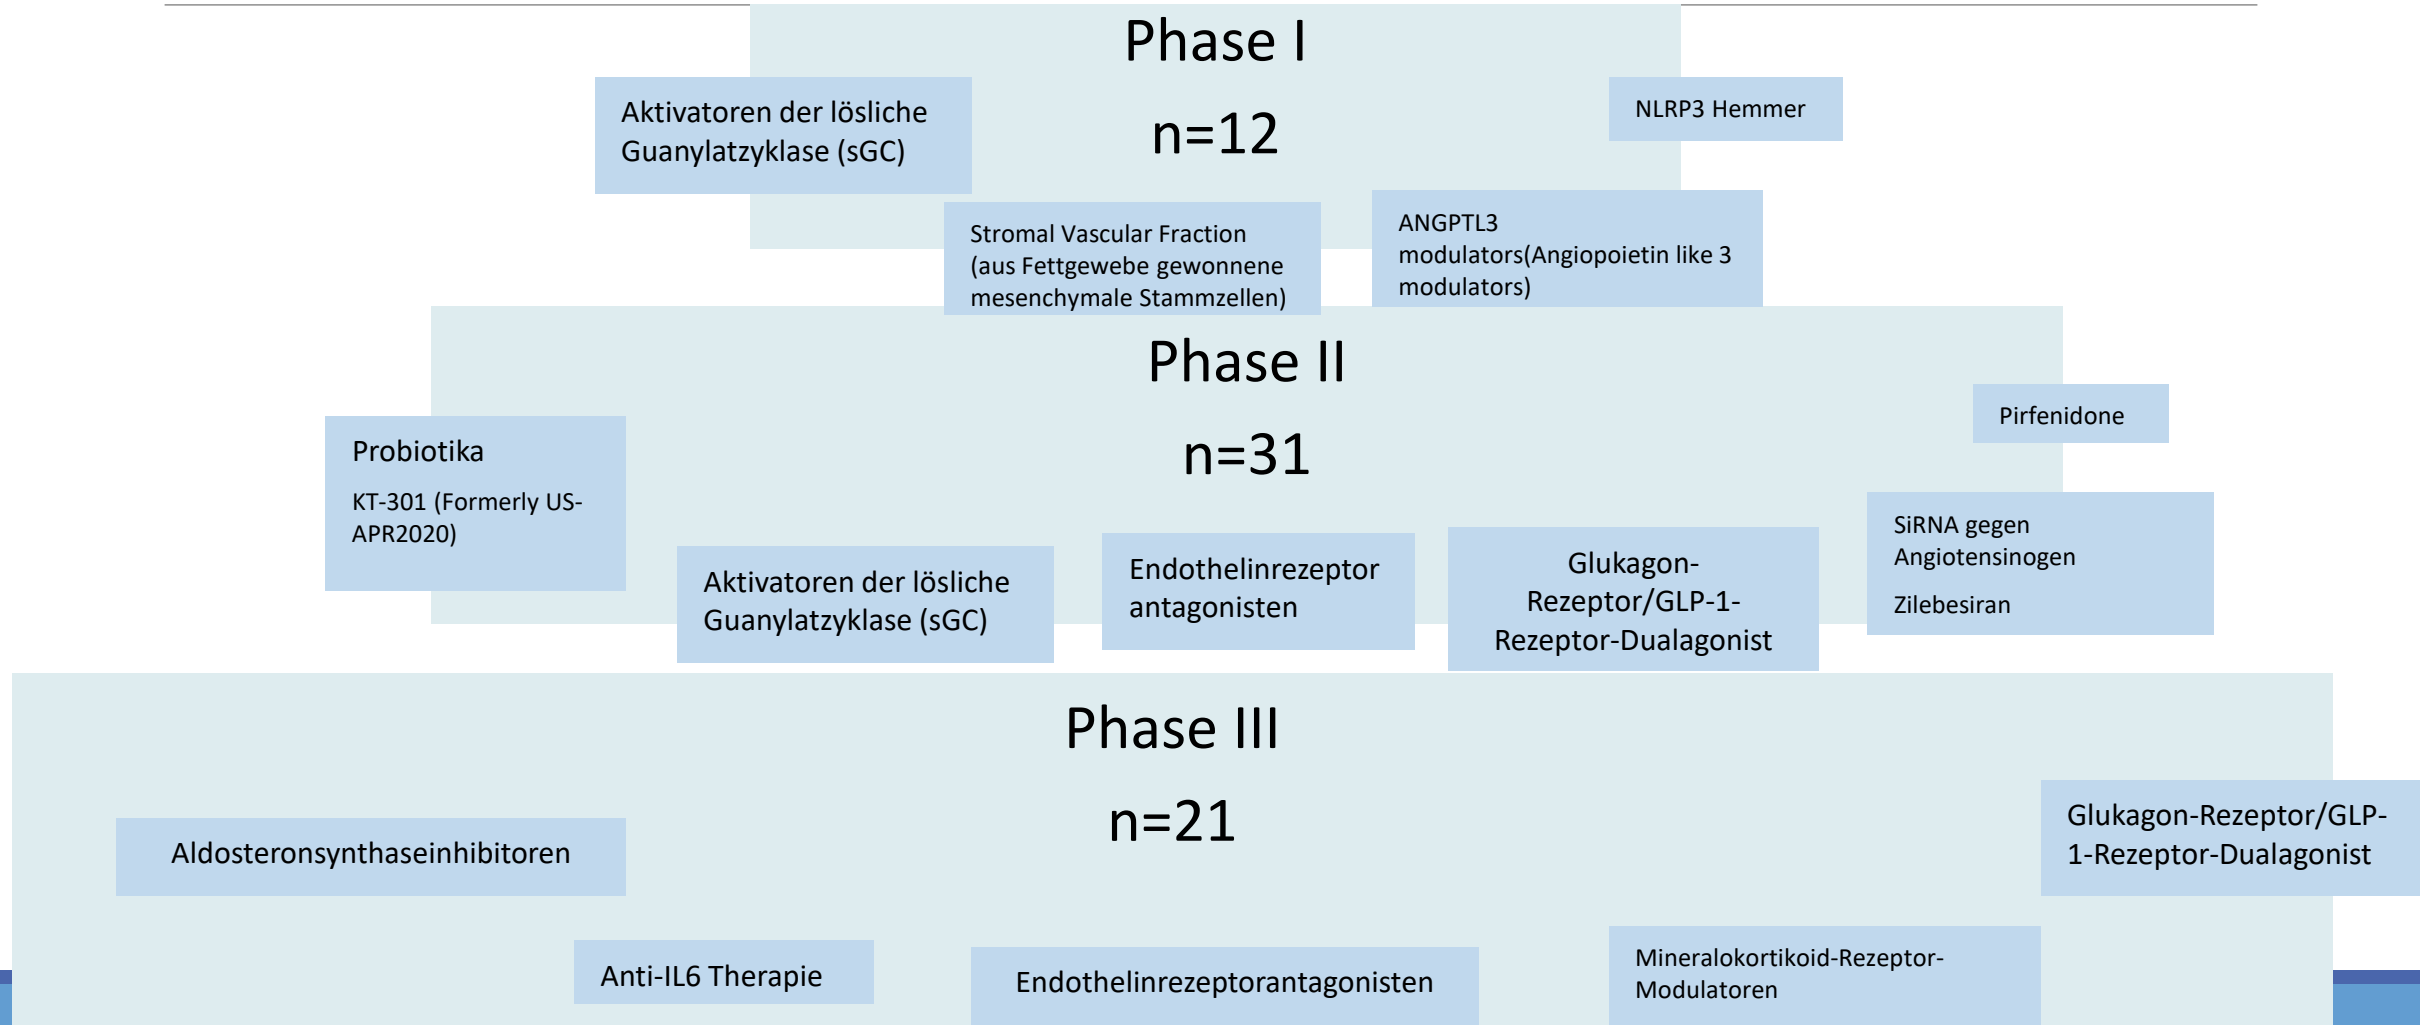 Phase I
n=12
Aktivatoren der lösliche
Guanylatzyklase (sGC)
NLRP3 Hemmer
Stromal Vascular Fraction
(aus Fettgewebe gewonnene
mesenchymale Stammzellen)
ANGPTL3
modulators(Angiopoietin like 3
modulators)
Phase II
n=31
Pirfenidone
Probiotika
KT-301 (Formerly US-
APR2020)
Aktivatoren der lösliche
Guanylatzyklase (sGC)
Endothelinrezeptor
antagonisten
Glukagon-
Rezeptor/GLP-1-
Rezeptor-Dualagonist
SiRNA gegen
Angiotensinogen
Zilebesiran
Phase III
n=21
Aldosteronsynthaseinhibitoren
Glukagon-Rezeptor/GLP-
1-Rezeptor-Dualagonist
Anti-IL6 Therapie
Endothelinrezeptorantagonisten
Mineralokortikoid-Rezeptor-
Modulatoren